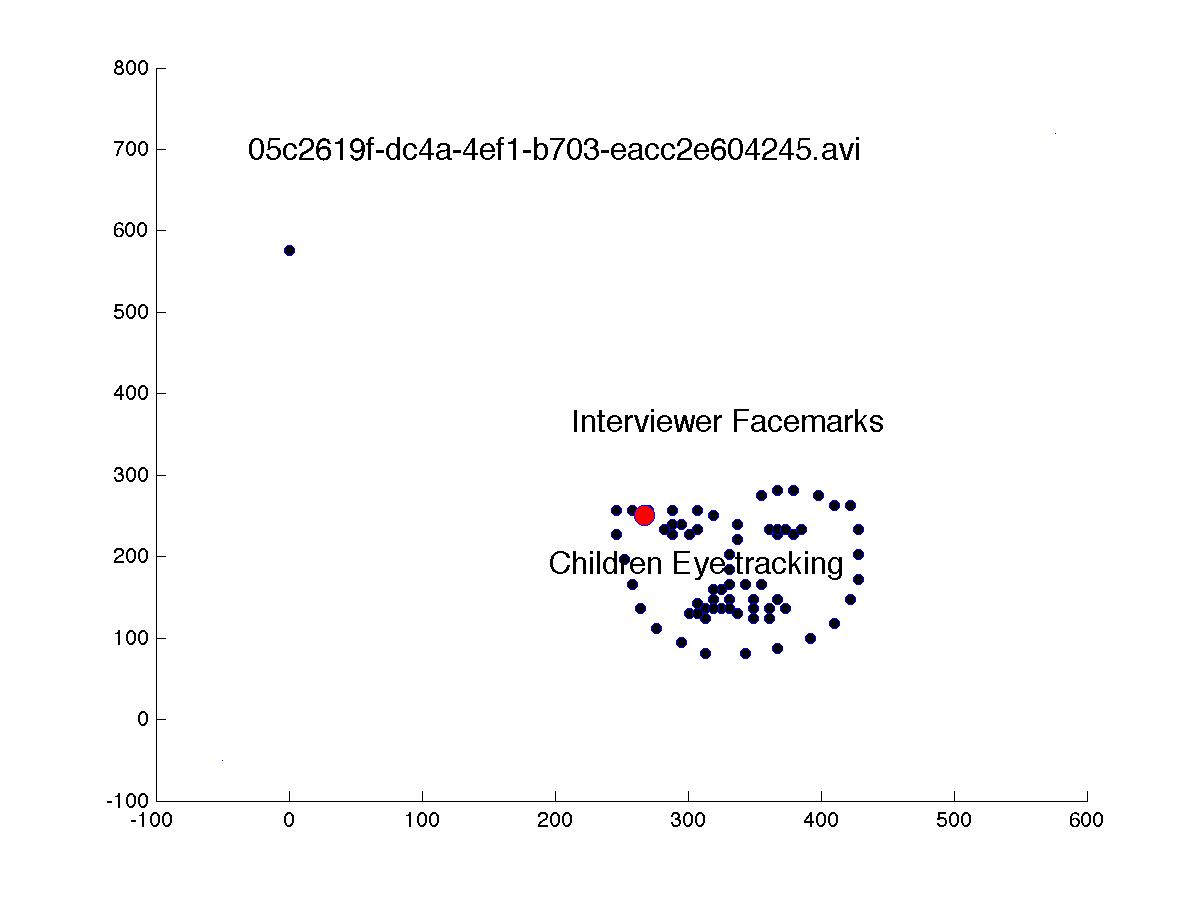 800
700
05c2619f-dc4a-4ef1-b703-eacc2e604245.avi
600
500
400
Interviewer Facemarks
300
200
Children Eye tracking
100
0
-100
-100 0 100 200 300 400 500 600